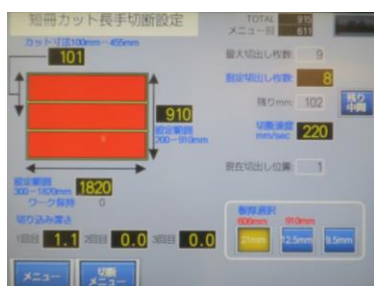 短冊カット長手切断設定
TOTAL 915
メニュー回 611
カット寸法100mm～455mm
101
最大切出し枚数 9
設定切出し枚数 8
残りmm 102
残り
中間
910
設定範囲
200～910mm
切断速度
mm/sec 220
現在切出し位置 1
設定範囲
300～1820mm 1820
ワーク保持 0
切り込み深さ
1回目 1.1 2回目 0.0 3回目 0.0
板厚選択
606mm 910mm
21mm 12.5mm 9.5mm
メニュー
切断
メニュー